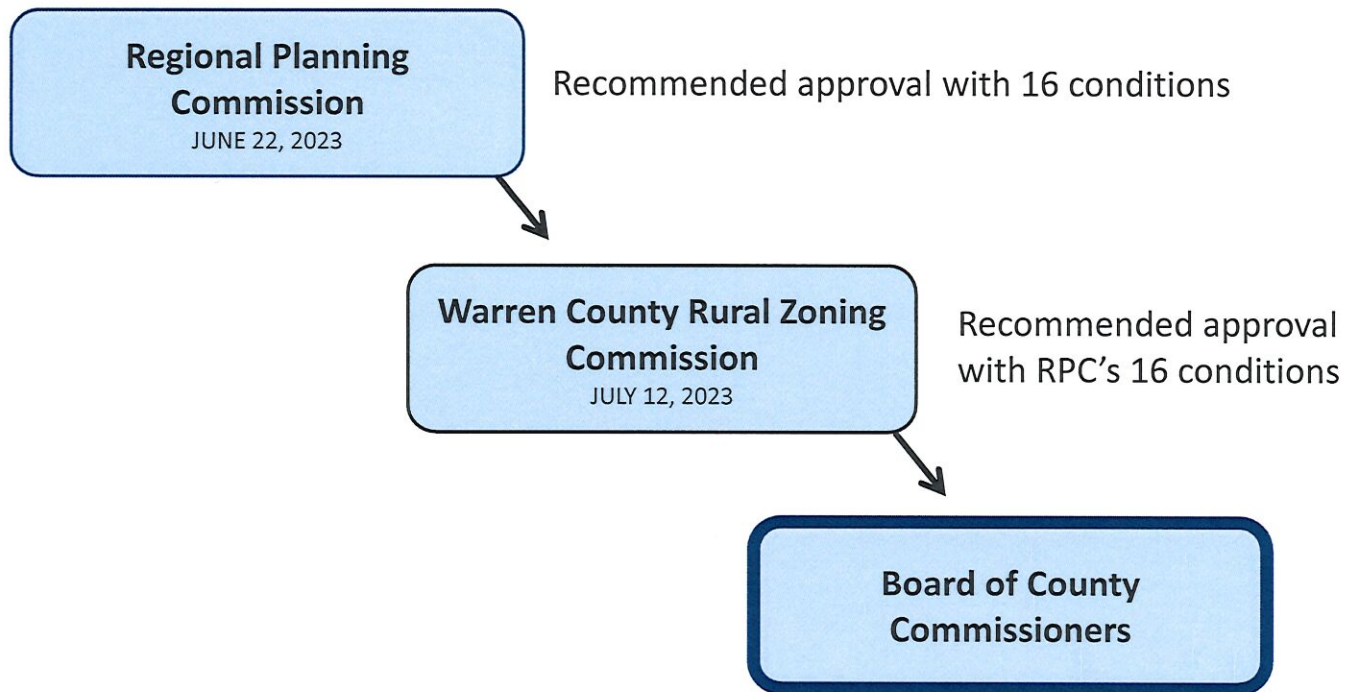 Regional Planning
Commission
JUNE 22, 2023
Recommended approval with 16 conditions
Warren County Rural Zoning
Commission
JULY 12, 2023
Recommended approval
with RPC’s 16 conditions
Board of County
Commissioners